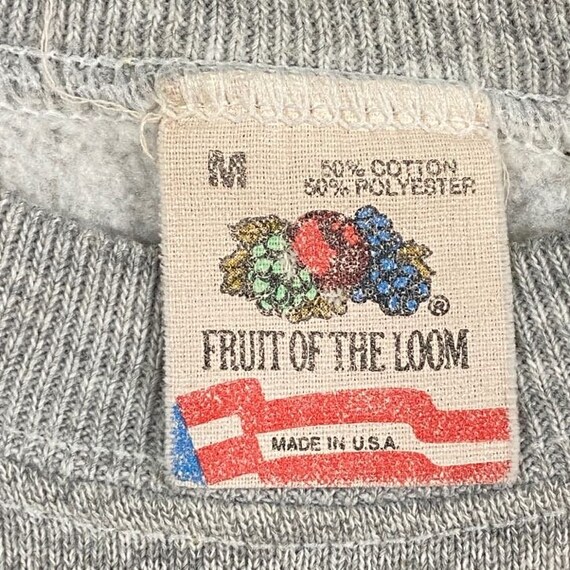 M
50% COTTON
50% POLYESTER
®
FRUIT OF THE LOOM
MADE IN U.S.A.